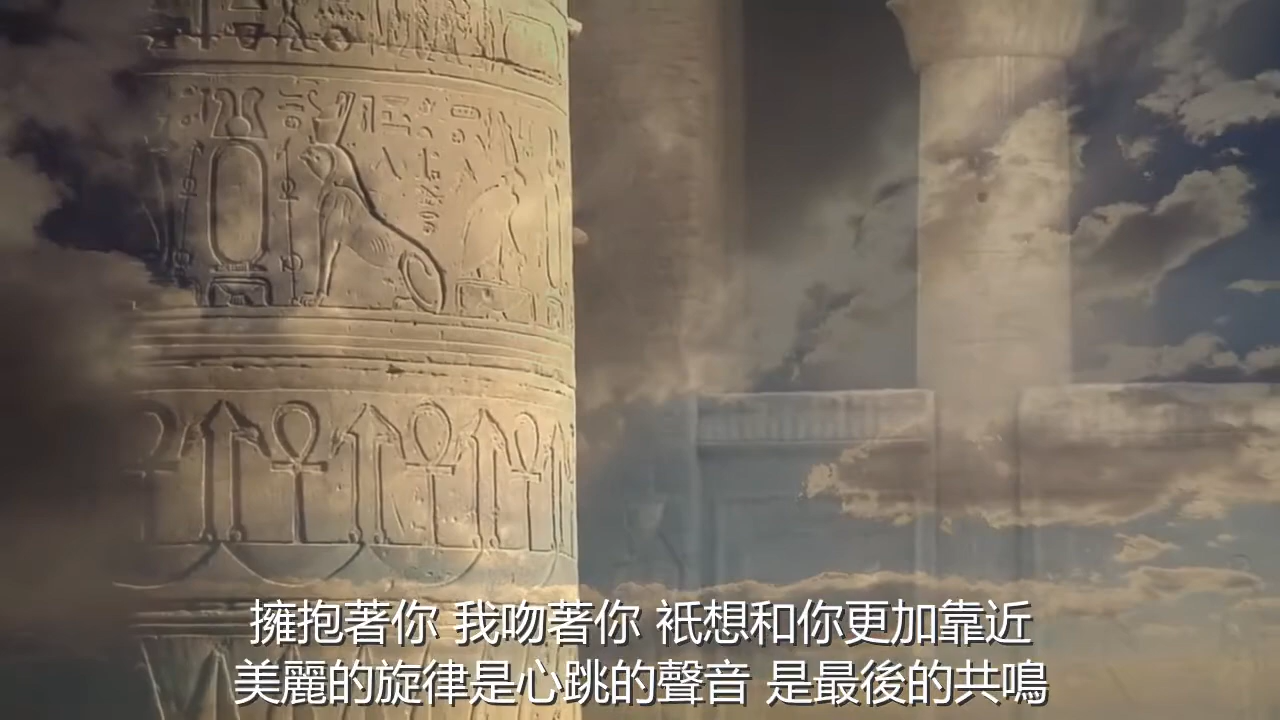 擁抱著你 我吻著你 衹想和你更加靠近
美麗的旋律是心跳的聲音 是最後的共鳴